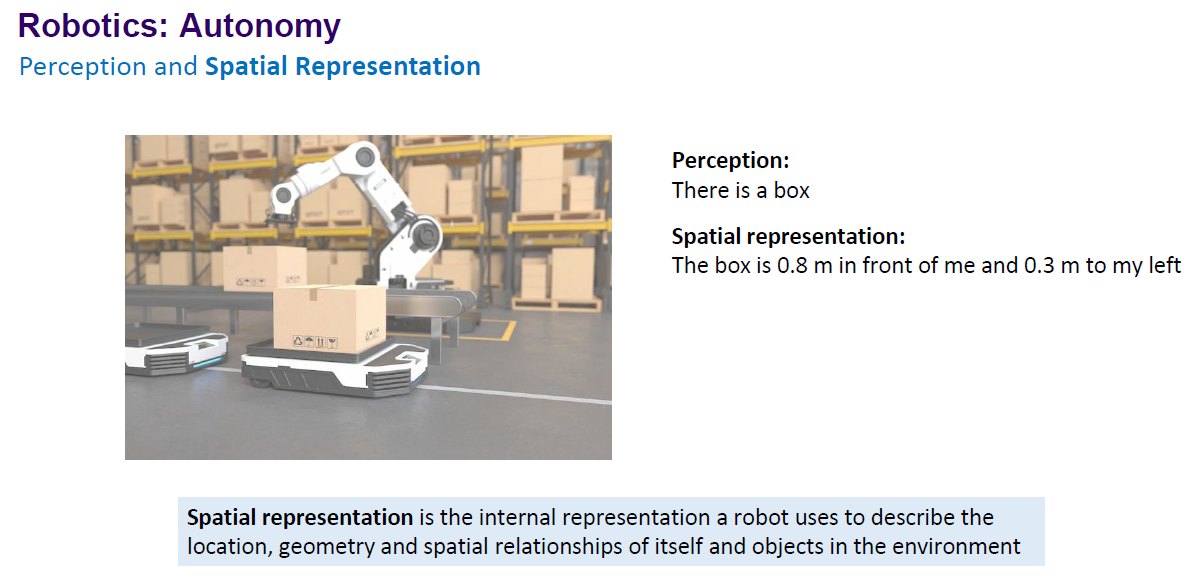 Robotics: Autonomy
Perception and Spatial Representation
Perception:
There is a box
Spatial representation:
The box is 0.8 m in front of me and 0.3 m to my left
Spatial representation is the internal representation a robot uses to describe the
location, geometry and spatial relationships of itself and objects in the environment